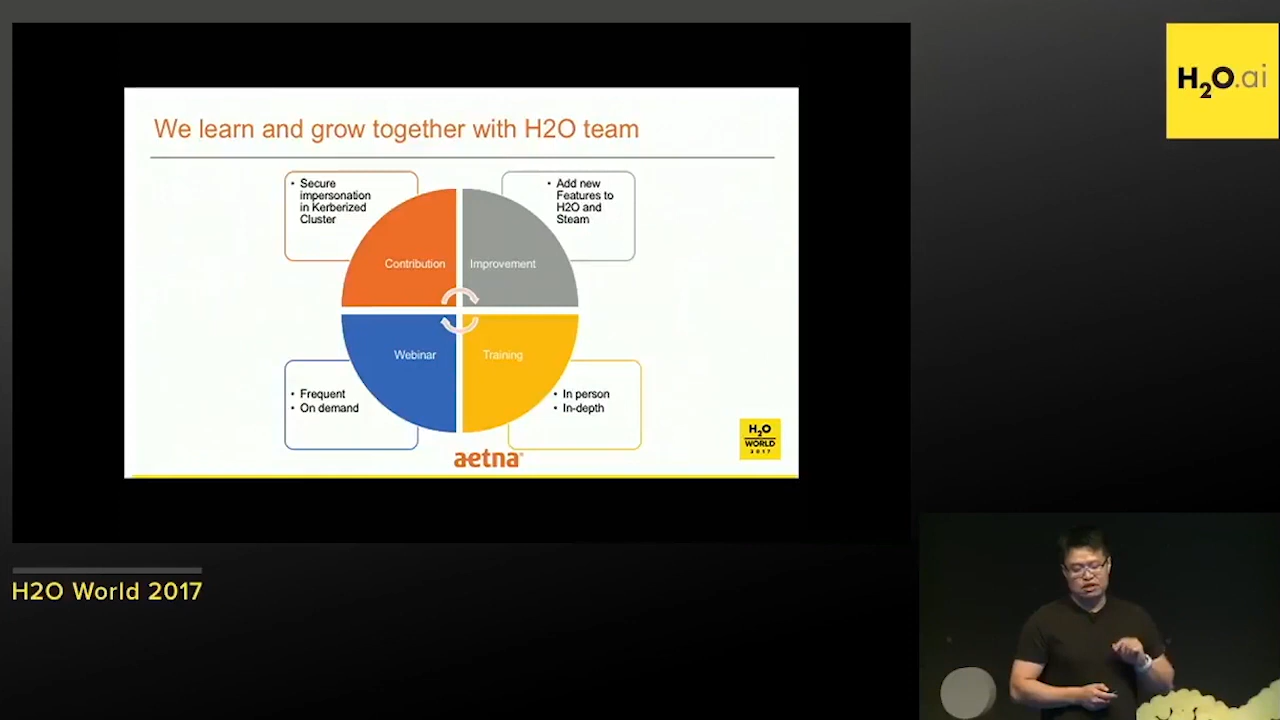 H2O.ai
We learn and grow together with H2O team
• Secure
impersonation
in Kerberized
Cluster
• Add new
Features to
H2O and
Steam
Contribution
Improvement
Webinar
Training
• Frequent
• On demand
• In person
• In-depth
H2O
WORLD
2017
aetna®
H2O World 2017